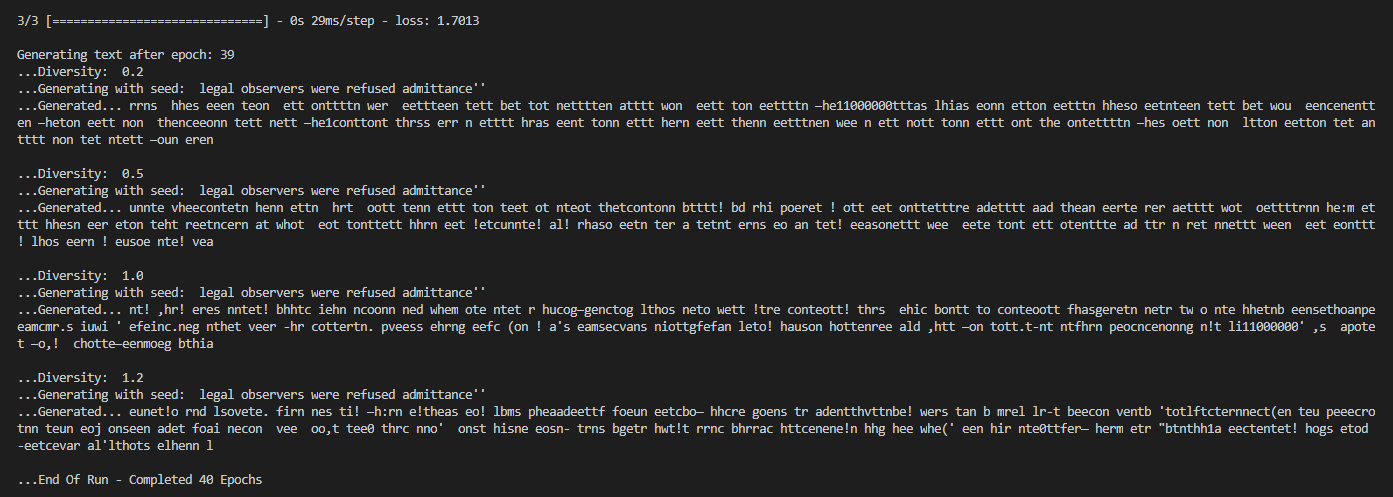 3/3 [==============================] - 0s 29ms/step - loss: 1.7013
Generating text after epoch: 39
...Diversity:  0.2
...Generating with seed:  legal observers were refused admittance''
...Generated... rrns  hhes eeen teon  ett onttttn wer  eettteen tett bet tot netttten atttt won  eett ton eettttn —he11000000tttas lhias eonn etton eetttn hheso eetnteen tett bet wou  eencenentt
en —heton eett non  thenceeonn tett nett —he1conttont thrss err n etttt hras eent tonn ettt hern eett thenn eetttnen wee n ett nott tonn ettt ont the ontettttn —hes oett non  ltton eetton tet an
tttt non tet ntett —oun eren
...Diversity:  0.5
...Generating with seed:  legal observers were refused admittance''
...Generated... unnte vheecontetn henn ettn  hrt  oott tenn ettt ton teet ot nteot thetcontonn btttt! bd rhi poeret ! ott eet onttetttre adetttt aad thean eerte rer aetttt wot  oettttrnn he:m et
ttt hhesn eer eton teht reetncern at whot  eot tonttett hhrn eet !etcunnte! al! rhaso eetn ter a tetnt erns eo an tet! eeasonettt wee  eete tont ett otenttte ad ttr n ret nnettt ween  eet eonttt
! lhos eern ! eusoe nte! vea
...Diversity:  1.0
...Generating with seed:  legal observers were refused admittance''
...Generated... nt! ,hr! eres nntet! bhhtc iehn ncoonn ned whem ote ntet r hucog—genctog lthos neto wett !tre conteott! thrs  ehic bontt to conteoott fhasgeretn netr tw o nte hhetnb eensethoanpe
eamcmr.s iuwi ' efeinc.neg nthet veer -hr cottertn. pveess ehrng eefc (on ! a's eamsecvans niottgfefan leto! hauson hottenree ald ,htt —on tott.t-nt ntfhrn peocncenonng n!t li11000000' ,s  apote
t —o,!  chotte—eenmoeg bthia
...Diversity:  1.2
...Generating with seed:  legal observers were refused admittance''
...Generated... eunet!o rnd lsovete. firn nes ti! —h:rn e!theas eo! lbms pheaadeettf foeun eetcbo— hhcre goens tr adentthvttnbe! wers tan b mrel lr-t beecon ventb 'totlftcternnect(en teu peeecro
tnn teun eoj onseen adet foai necon  vee  oo,t tee0 thrc nno'  onst hisne eosn- trns bgetr hwt!t rrnc bhrrac httcenene!n hhg hee whe(' een hir nte0ttfer— herm etr "btnthh1a eectentet! hogs etod
-eetcevar al'lthots elhenn l
...End Of Run - Completed 40 Epochs